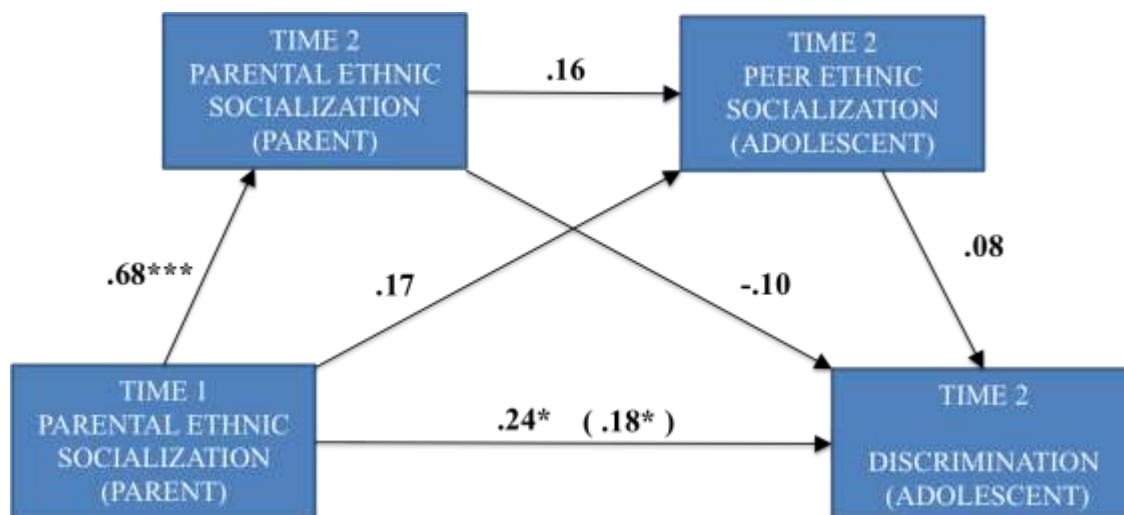 TIME 2
PARENTAL ETHNIC
SOCIALIZATION
(PARENT)
.16
TIME 2
PEER ETHNIC
SOCIALIZATION
(ADOLESCENT)
.68***
.17
-.10
.08
TIME 1
PARENTAL ETHNIC
SOCIALIZATION
(PARENT)
.24* ( .18* )
TIME 2
DISCRIMINATION
(ADOLESCENT)